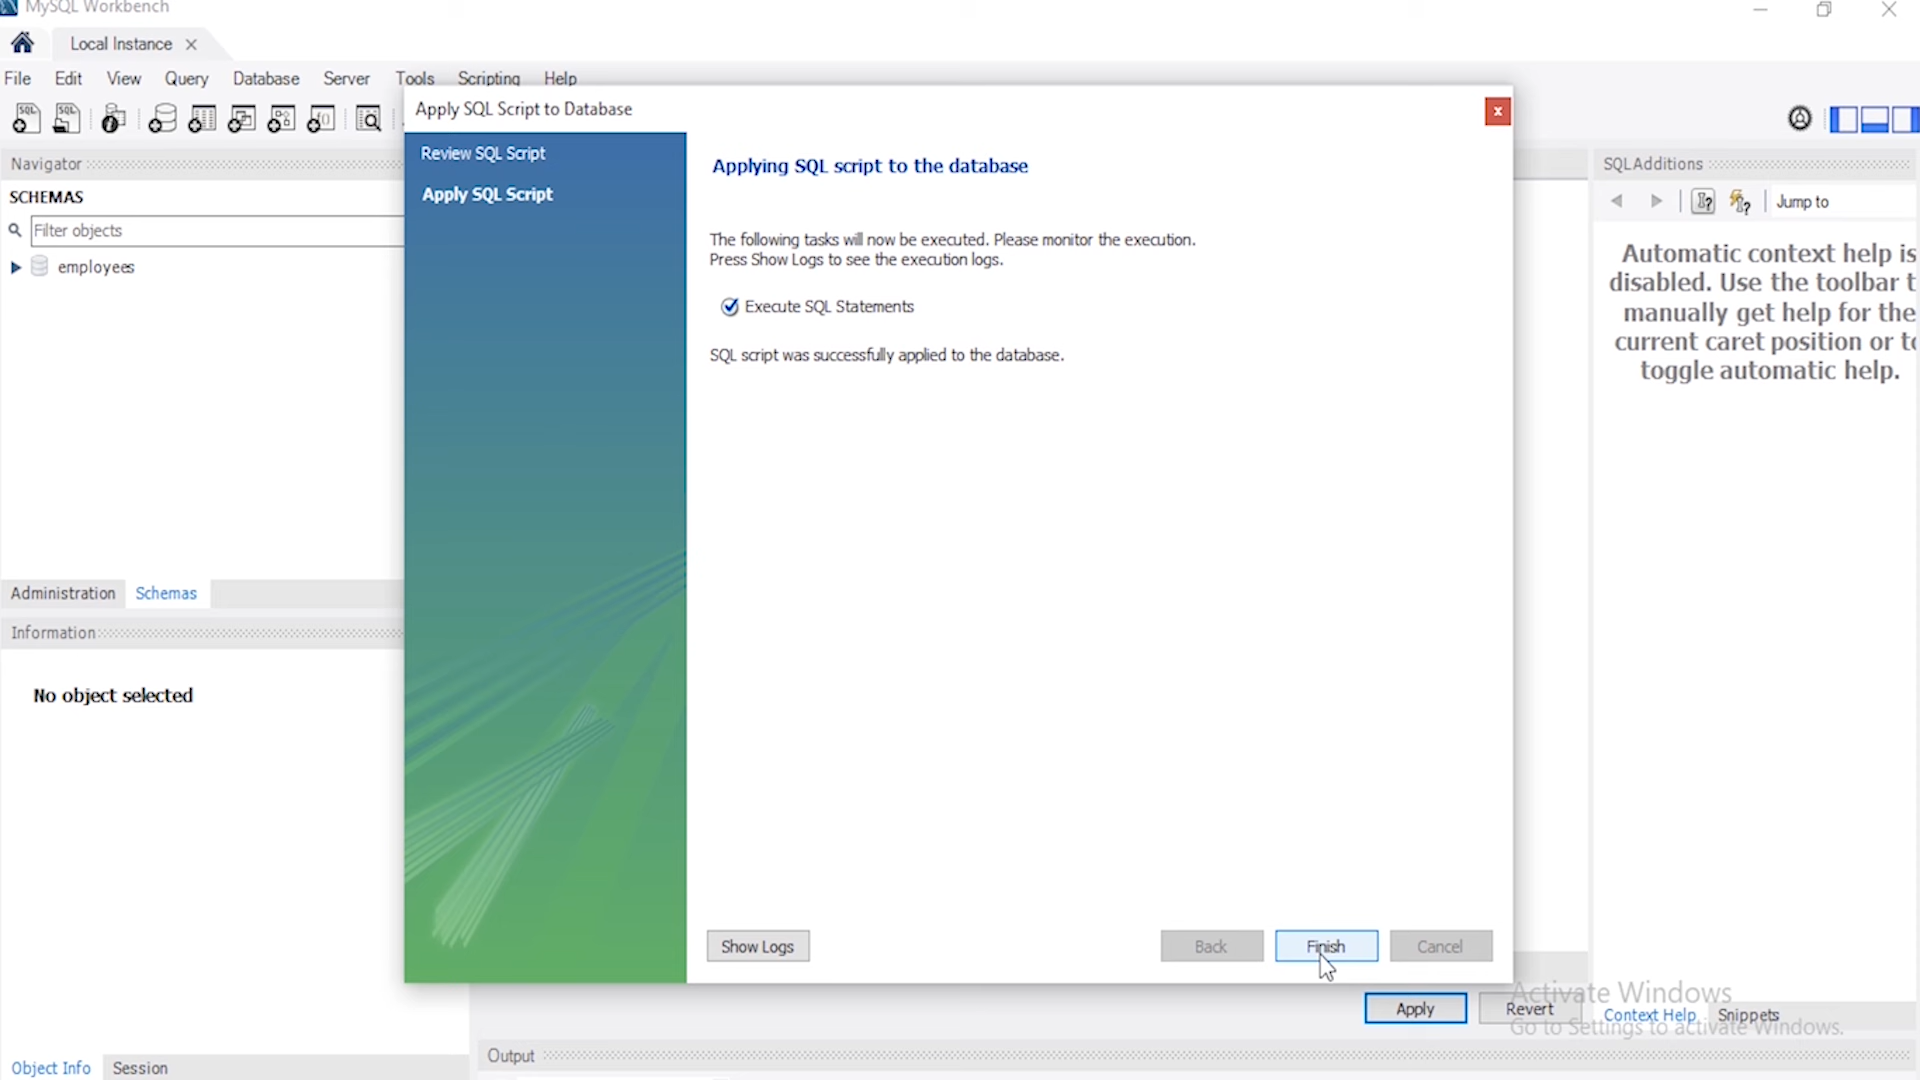 MySQL Workbench
Local Instance
File Edit View Query Database Server Tools Scripting Help
SQL SQL
Apply SQL Script to Database
Navigator
SCHEMAS
Filter objects
employees
Administration Schemas
Information
No object selected
Object Info Session
Review SQL Script
Apply SQL Script
Applying SQL script to the database
The following tasks will now be executed. Please monitor the execution.
Press Show Logs to see the execution logs.
Execute SQL Statements
SQL script was successfully applied to the database.
Show Logs Back Finish Cancel
Apply Revert
Output
SQLAdditions
Jump to
Automatic context help is
disabled. Use the toolbar t
manually get help for the
current caret position or to
toggle automatic help.
Activate Windows
Go to Settings to activate Windows.
Context Help Snippets